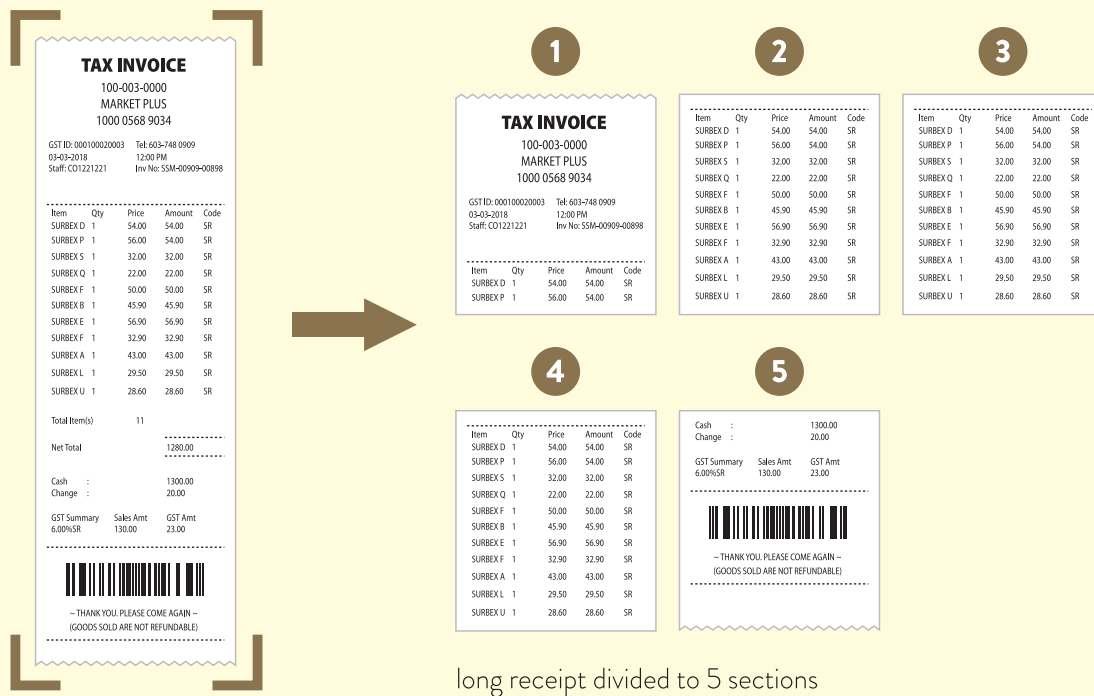 TAX INVOICE
100-003-0000
MARKET PLUS
1000 0568 9034
GST ID: 000100020003 Tel: 603-748 0909
03-03-2018 12:00 PM
Staff: CO1221221 Inv No: SSM-00909-00898
Item Qty Price Amount Code
SURBEX D 1 54.00 54.00 SR
SURBEX P 1 56.00 54.00 SR
SURBEX S 1 32.00 32.00 SR
SURBEX Q 1 22.00 22.00 SR
SURBEX F 1 50.00 50.00 SR
SURBEX B 1 45.90 45.90 SR
SURBEX E 1 56.90 56.90 SR
SURBEX F 1 32.90 32.90 SR
SURBEX A 1 43.00 43.00 SR
SURBEX L 1 29.50 29.50 SR
SURBEX U 1 28.60 28.60 SR
Total Item(s) 11
Net Total 1280.00
Cash : 1300.00
Change : 20.00
GST Summary Sales Amt GST Amt
6.00%SR 130.00 23.00
~ THANK YOU. PLEASE COME AGAIN ~
(GOODS SOLD ARE NOT REFUNDABLE)
1
TAX INVOICE
100-003-0000
MARKET PLUS
1000 0568 9034
GST ID: 000100020003 Tel: 603-748 0909
03-03-2018 12:00 PM
Staff: CO1221221 Inv No: SSM-00909-00898
Item Qty Price Amount Code
SURBEX D 1 54.00 54.00 SR
SURBEX P 1 56.00 54.00 SR
2
Item Qty Price Amount Code
SURBEX D 1 54.00 54.00 SR
SURBEX P 1 56.00 54.00 SR
SURBEX S 1 32.00 32.00 SR
SURBEX Q 1 22.00 22.00 SR
SURBEX F 1 50.00 50.00 SR
SURBEX B 1 45.90 45.90 SR
SURBEX E 1 56.90 56.90 SR
SURBEX F 1 32.90 32.90 SR
SURBEX A 1 43.00 43.00 SR
SURBEX L 1 29.50 29.50 SR
SURBEX U 1 28.60 28.60 SR
3
Item Qty Price Amount Code
SURBEX D 1 54.00 54.00 SR
SURBEX P 1 56.00 54.00 SR
SURBEX S 1 32.00 32.00 SR
SURBEX Q 1 22.00 22.00 SR
SURBEX F 1 50.00 50.00 SR
SURBEX B 1 45.90 45.90 SR
SURBEX E 1 56.90 56.90 SR
SURBEX F 1 32.90 32.90 SR
SURBEX A 1 43.00 43.00 SR
SURBEX L 1 29.50 29.50 SR
SURBEX U 1 28.60 28.60 SR
4
Item Qty Price Amount Code
SURBEX D 1 54.00 54.00 SR
SURBEX P 1 56.00 54.00 SR
SURBEX S 1 32.00 32.00 SR
SURBEX Q 1 22.00 22.00 SR
SURBEX F 1 50.00 50.00 SR
SURBEX B 1 45.90 45.90 SR
SURBEX E 1 56.90 56.90 SR
SURBEX F 1 32.90 32.90 SR
SURBEX A 1 43.00 43.00 SR
SURBEX L 1 29.50 29.50 SR
SURBEX U 1 28.60 28.60 SR
5
Cash : 1300.00
Change : 20.00
GST Summary Sales Amt GST Amt
6.00%SR 130.00 23.00
~ THANK YOU. PLEASE COME AGAIN ~
(GOODS SOLD ARE NOT REFUNDABLE)
long receipt divided to 5 sections